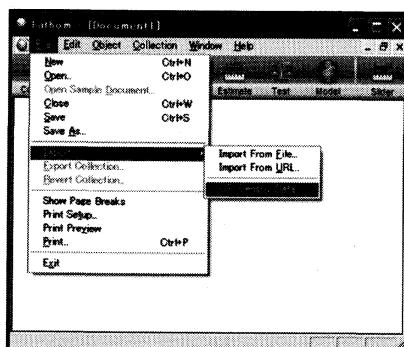 Fathom - [Document1]
Edit Object Collection Window Help
New Ctrl+N
Open.. Ctrl+O
Open Sample Document..
Close Ctrl+W
Save Ctrl+S
Save As..
Import From File..
Import From URL..
Export Collection..
Revert Collection..
Show Page Breaks
Print Setup..
Print Preview
Print.. Ctrl+P
Exit
Estimate Test Model Slider